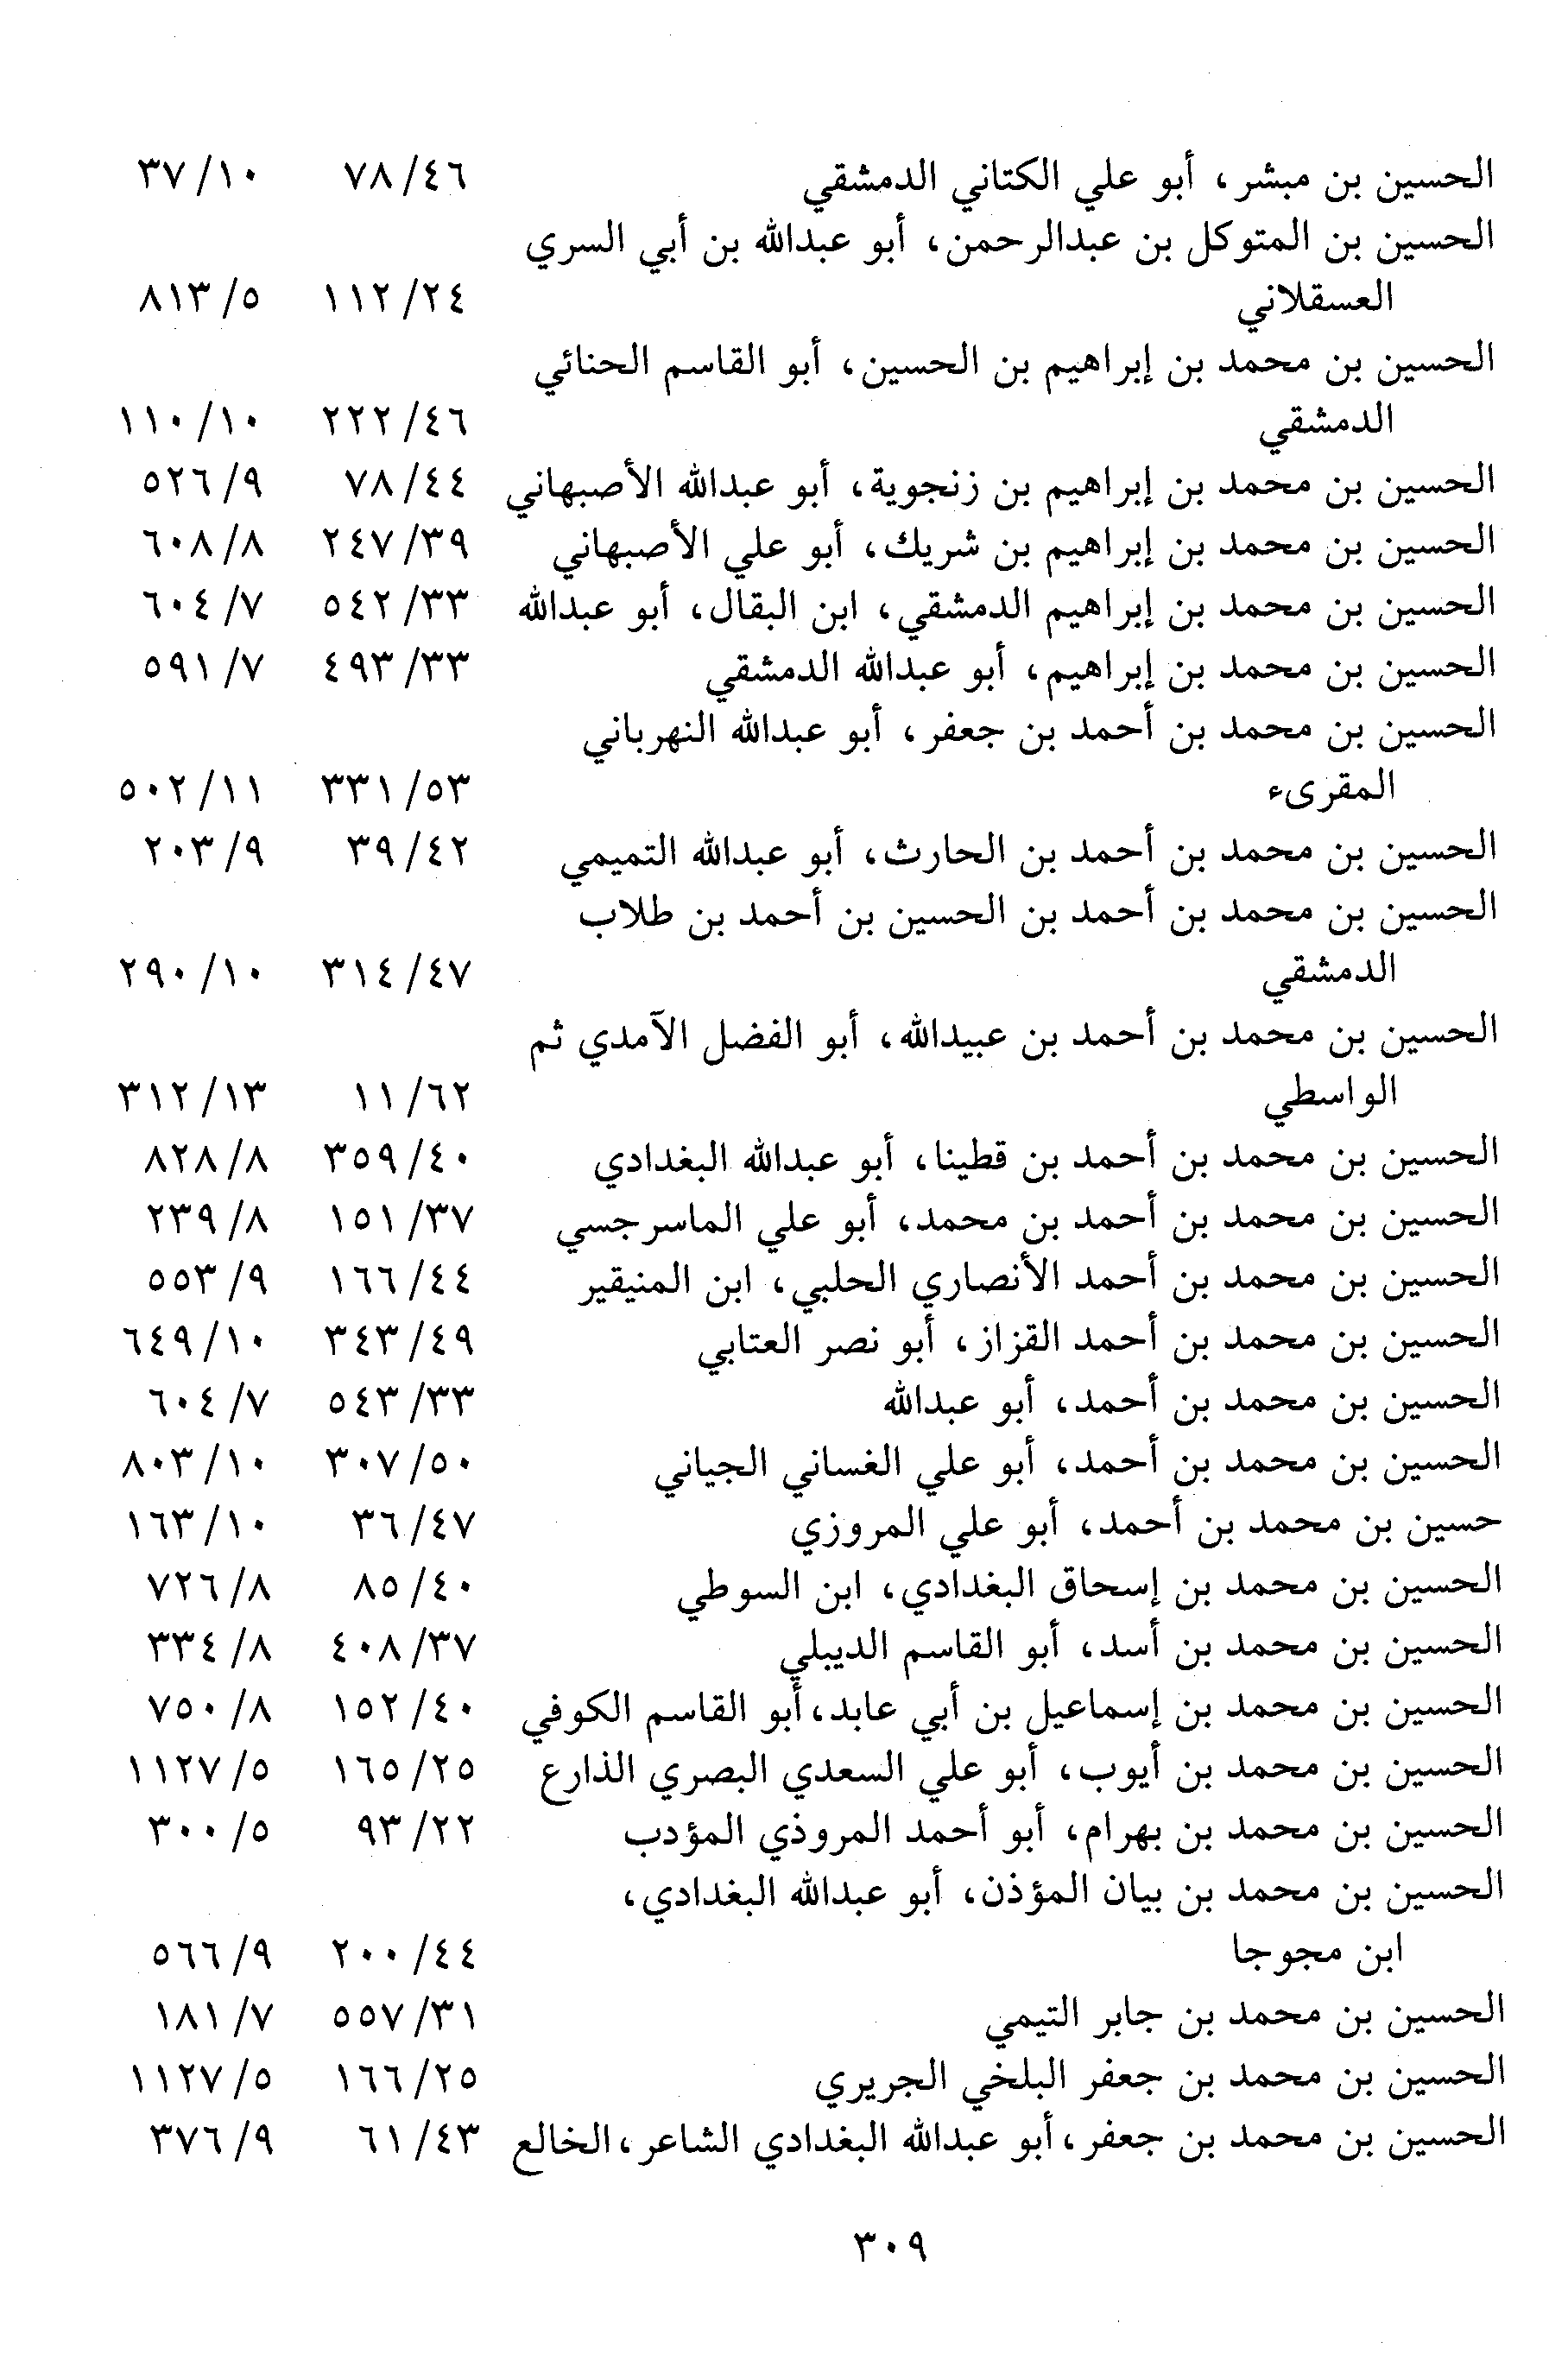 الحسين بن مبشر، أبو علي الكتاني الدمشقي ٤٦/ ٧٨ ١٠/ ٣٧
الحسين بن المتوكل بن عبدالرحمن، أبو عبدالله بن أبي السري
العسقلاني ٢٤/ ١١٢ ٥/ ٨١٣
الحسين بن محمد بن إبراهيم بن الحسين، أبو القاسم الحنائي
الدمشقي ٤٦/ ٢٢٢ ١٠/ ١١٠
الحسين بن محمد بن إبراهيم بن زنجوية، أبو عبدالله الأصبهاني ٤٤/ ٧٨ ٩/ ٥٢٦
الحسين بن محمد بن إبراهيم بن شريك، أبو علي الأصبهاني ٣٩/ ٢٤٧ ٨/ ٦٠٨
الحسين بن محمد بن إبراهيم الدمشقي، ابن البقال، أبو عبدالله ٣٣/ ٥٤٢ ٧/ ٦٠٤
الحسين بن محمد بن إبراهيم، أبو عبدالله الدمشقي ٣٣/ ٤٩٣ ٧/ ٥٩١
الحسين بن محمد بن أحمد بن جعفر، أبو عبدالله النهرباني
المقرىء ٥٣/ ٣٣١ ١١/ ٥٠٢
الحسين بن محمد بن أحمد بن الحارث، أبو عبدالله التميمي ٤٢/ ٣٩ ٩/ ٢٠٣
الحسين بن محمد بن أحمد بن الحسين بن أحمد بن طلاب
الدمشقي ٤٧/ ٣١٤ ١٠/ ٢٩٠
الحسين بن محمد بن أحمد بن عبيدالله، أبو الفضل الآمدي ثم
الواسطي ٦٢/ ١١ ١٣/ ٣١٢
الحسين بن محمد بن أحمد بن قطينا، أبو عبدالله البغدادي ٤٠/ ٣٥٩ ٨/ ٨٢٨
الحسين بن محمد بن أحمد بن محمد، أبو علي الماسرجسي ٣٧/ ١٥١ ٨/ ٢٣٩
الحسين بن محمد بن أحمد الأنصاري الحلبي، ابن المنيقير ٤٤/ ١٦٦ ٩/ ٥٥٣
الحسين بن محمد بن أحمد القزاز، أبو نصر العتابي ٤٩/ ٣٤٣ ١٠/ ٦٤٩
الحسين بن محمد بن أحمد، أبو عبدالله ٣٣/ ٥٤٣ ٧/ ٦٠٤
الحسين بن محمد بن أحمد، أبو علي الغساني الجياني ٥٠/ ٣٠٧ ١٠/ ٨٠٣
حسين بن محمد بن أحمد، أبو علي المروزي ٤٧/ ٣٦ ١٠/ ١٦٣
الحسين بن محمد بن إسحاق البغدادي، ابن السوطي ٤٠/ ٨٥ ٨/ ٧٢٦
الحسين بن محمد بن أسد، أبو القاسم الديبلي ٣٧/ ٤٠٨ ٨/ ٣٣٤
الحسين بن محمد بن إسماعيل بن أبي عابد، أبو القاسم الكوفي ٤٠/ ١٥٢ ٨/ ٧٥٠
الحسين بن محمد بن أيوب، أبو علي السعدي البصري الذارع ٢٥/ ١٦٥ ٥/ ١١٢٧
الحسين بن محمد بن بهرام، أبو أحمد المروذي المؤدب ٢٢/ ٩٣ ٥/ ٣٠٠
الحسين بن محمد بن بيان المؤذن، أبو عبدالله البغدادي،
ابن مجوجا ٤٤/ ٢٠٠ ٩/ ٥٦٦
الحسين بن محمد بن جابر التيمي ٣١/ ٥٥٧ ٧/ ١٨١
الحسين بن محمد بن جعفر البلخي الجريري ٢٥/ ١٦٦ ٥/ ١١٢٧
الحسين بن محمد بن جعفر، أبو عبدالله البغدادي الشاعر، الخالع ٤٣/ ٦١ ٩/ ٣٧٦
٣٠٩